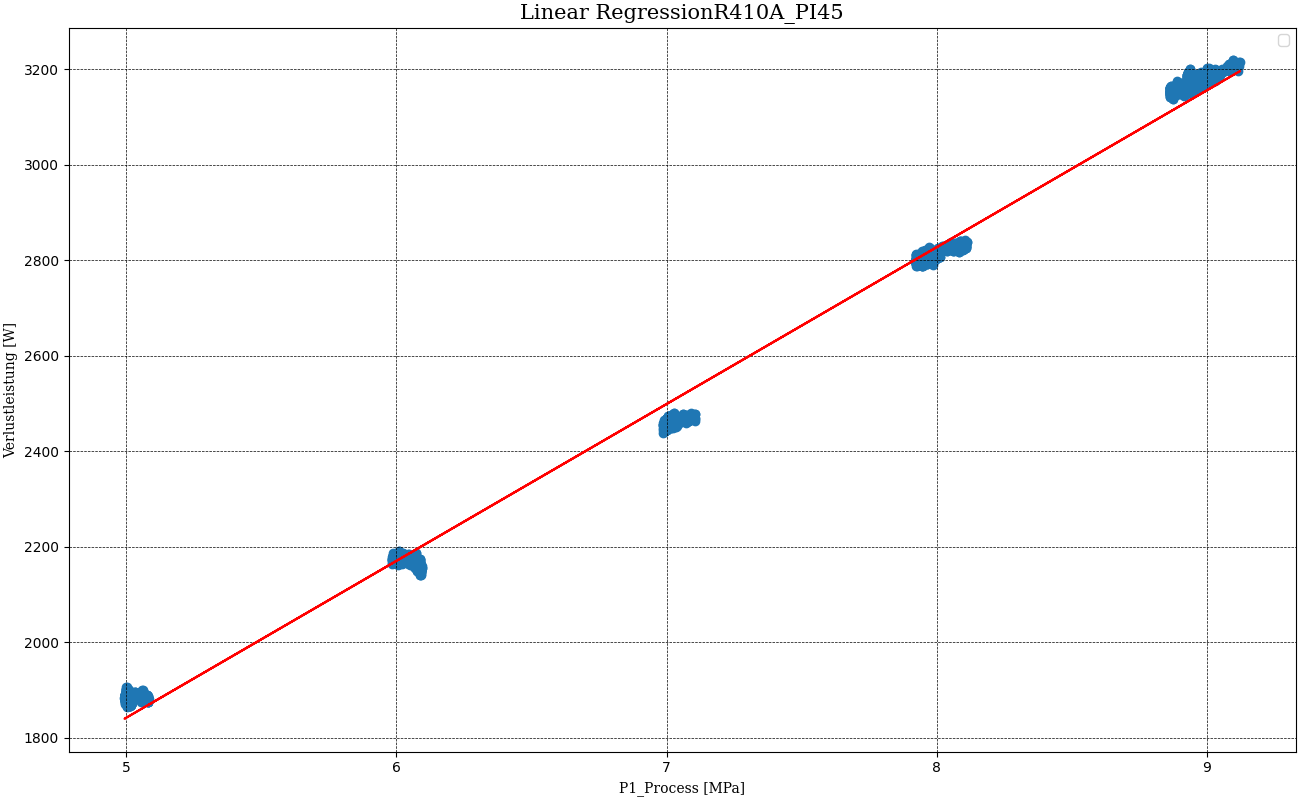 Linear RegressionR410A_PI45
3200
3000
2800
2600
2400
2200
2000
1800
Verlustleistung [W]
5 6 7 8 9
P1_Process [MPa]